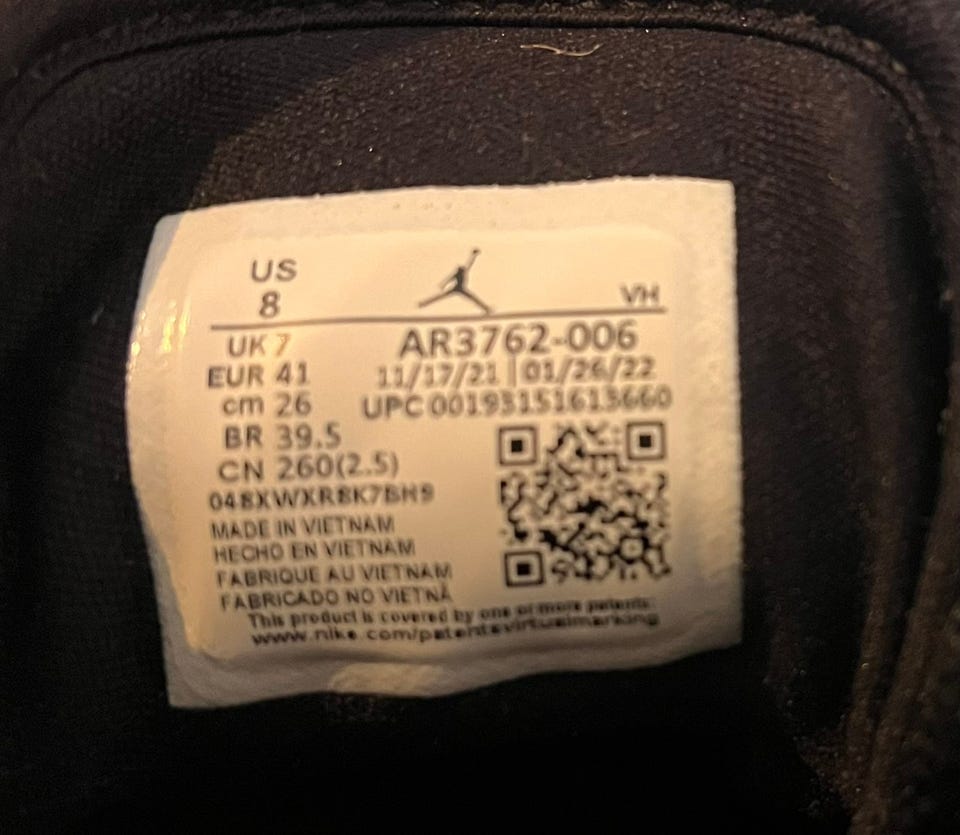 US
8
VH
UK 7
AR3762-006
EUR 41
11/17/21 | 01/26/22
cm 26
UPC 00193151613660
BR 39.5
CN 260(2.5)
048XWXR8K7BH9
MADE IN VIETNAM
HECHO EN VIETNAM
FABRIQUE AU VIETNAM
FABRICADO NO VIETNÃ
This product is covered by one or more patents:
www.nike.com/patentsvirtualmarking